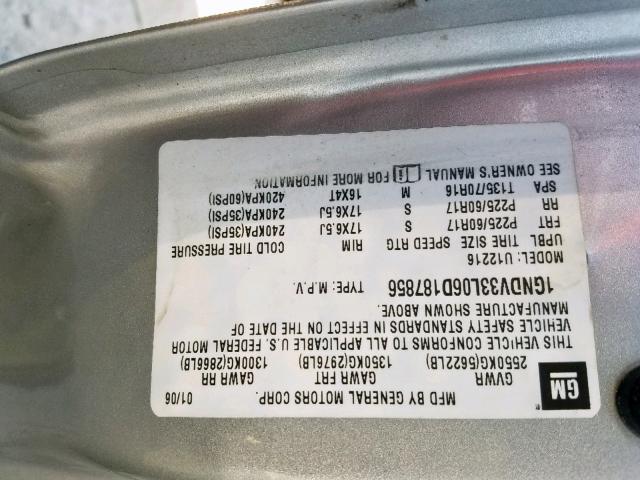 GM
MFD BY GENERAL MOTORS CORP. 01/06
GVWR GAWR FRT GAWR RR
2550KG(5622LB) 1350KG(2976LB) 1300KG(2866LB)
THIS VEHICLE CONFORMS TO ALL APPLICABLE U.S. FEDERAL MOTOR
VEHICLE SAFETY STANDARDS IN EFFECT ON THE DATE OF
MANUFACTURE SHOWN ABOVE.
1GNDV33L06D187856 TYPE: M.P.V.
MODEL: U12216
UPBL TIRE SIZE SPEED RTG RIM COLD TIRE PRESSURE
FRT P225/60R17 S 17X6.5J 240KPA(35PSI)
RR P225/60R17 S 17X6.5J 240KPA(35PSI)
SPA T135/70R16 M 16X4T 420KPA(60PSI)
SEE OWNER'S MANUAL FOR MORE INFORMATION.